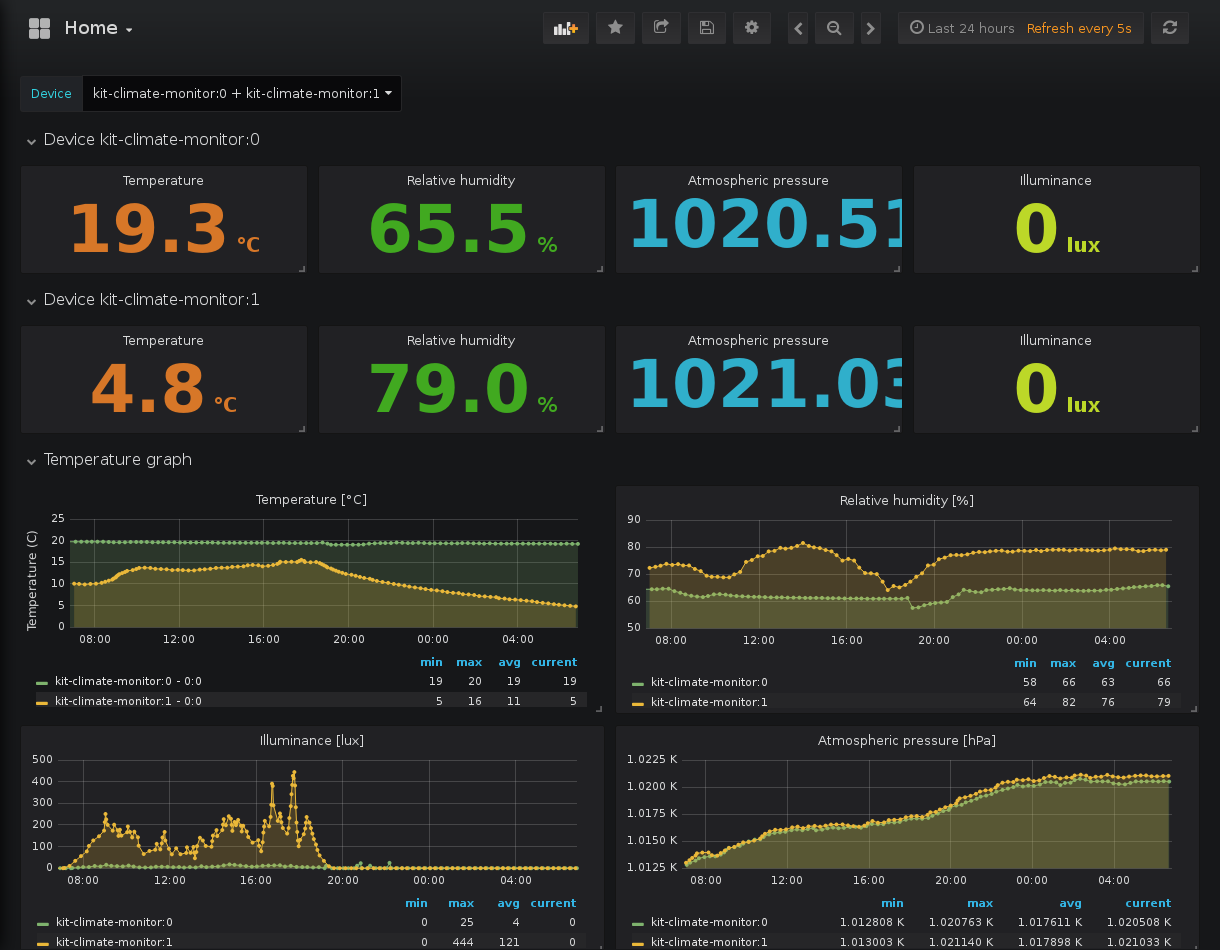 Home
Last 24 hours Refresh every 5s
Device kit-climate-monitor:0 + kit-climate-monitor:1
Device kit-climate-monitor:0
Temperature Relative humidity Atmospheric pressure Illuminance
19.3 °C 65.5 % 1020.51 0 lux
Device kit-climate-monitor:1
Temperature Relative humidity Atmospheric pressure Illuminance
4.8 °C 79.0 % 1021.03 0 lux
Temperature graph
Temperature [°C]
Temperature (C)
25
20
15
10
5
0
08:00 12:00 16:00 20:00 00:00 04:00
min max avg current
kit-climate-monitor:0 - 0:0 19 20 19 19
kit-climate-monitor:1 - 0:0 5 16 11 5
Relative humidity [%]
90
80
70
60
50
08:00 12:00 16:00 20:00 00:00 04:00
min max avg current
kit-climate-monitor:0 58 66 63 66
kit-climate-monitor:1 64 82 76 79
Illuminance [lux]
500
400
300
200
100
0
08:00 12:00 16:00 20:00 00:00 04:00
min max avg current
kit-climate-monitor:0 0 25 4 0
kit-climate-monitor:1 0 444 121 0
Atmospheric pressure [hPa]
1.0225 K
1.0200 K
1.0175 K
1.0150 K
1.0125 K
08:00 12:00 16:00 20:00 00:00 04:00
min max avg current
kit-climate-monitor:0 1.012808 K 1.020763 K 1.017611 K 1.020508 K
kit-climate-monitor:1 1.013003 K 1.021140 K 1.017898 K 1.021033 K